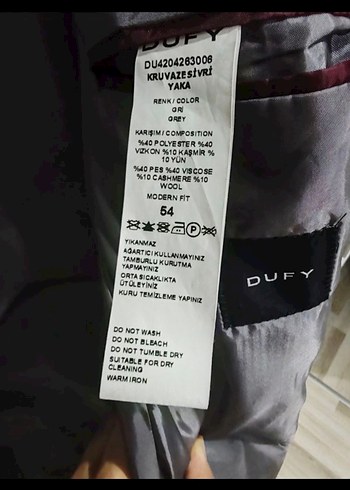 DUFY
DU4204263006
KRUVAZE SİVRİ
YAKA
RENK / COLOR
GRİ
GREY
KARIŞIM / COMPOSITION
%40 POLYESTER %40
VIZKON %10 KAŞMİR %
10 YÜN
%40 PES %40 VISCOSE
%10 CASHMERE %10
WOOL
MODERN FIT
54
P
YIKANMAZ
AĞARTICI KULLANMAYINIZ
TAMBURLU KURUTMA
YAPMAYINIZ
ORTA SICAKLIKTA
ÜTÜLEYİNİZ
KURU TEMİZLEME YAPINIZ
DO NOT WASH
DO NOT BLEACH
DO NOT TUMBLE DRY
SUITABLE FOR DRY
CLEANING
WARM IRON
DUFY